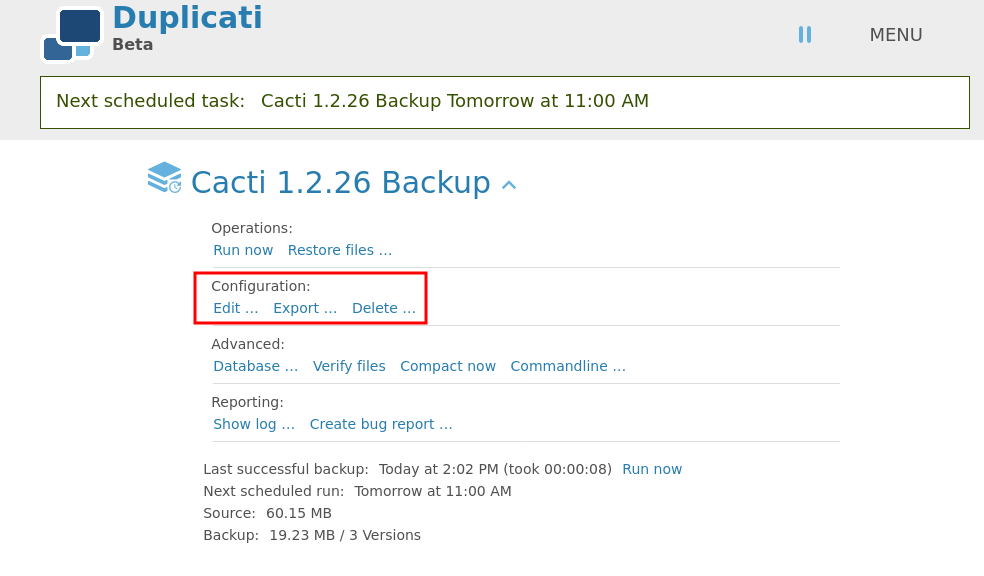 Duplicati
Beta
MENU
Next scheduled task: Cacti 1.2.26 Backup Tomorrow at 11:00 AM
Cacti 1.2.26 Backup
Operations:
Run now Restore files ...
Configuration:
Edit ... Export ... Delete ...
Advanced:
Database ... Verify files Compact now Commandline ...
Reporting:
Show log ... Create bug report ...
Last successful backup: Today at 2:02 PM (took 00:00:08) Run now
Next scheduled run: Tomorrow at 11:00 AM
Source: 60.15 MB
Backup: 19.23 MB / 3 Versions